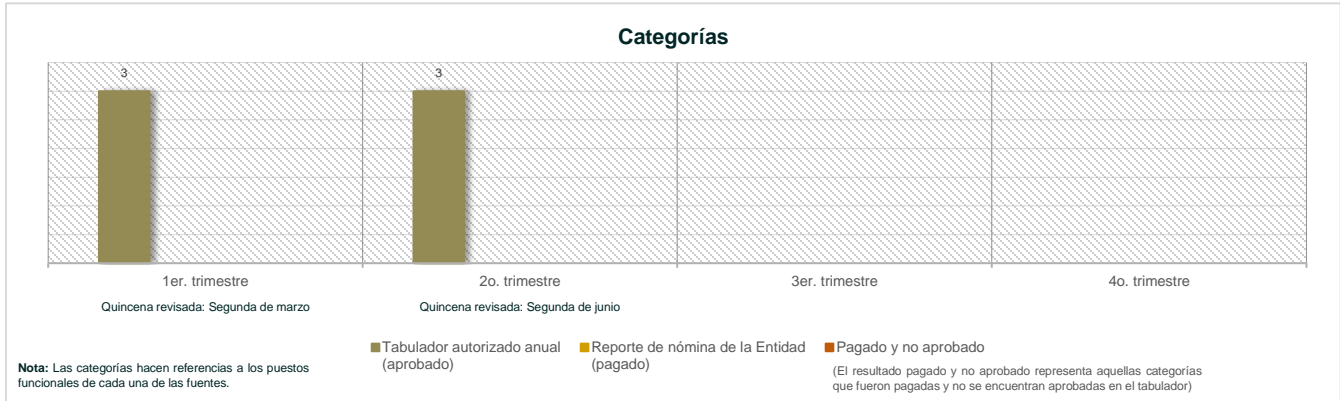 Categorías
3
3
1er. trimestre
2o. trimestre
3er. trimestre
4o. trimestre
Quincena revisada: Segunda de marzo
Quincena revisada: Segunda de junio
Tabulador autorizado anual
(aprobado)
Reporte de nómina de la Entidad
(pagado)
Pagado y no aprobado
(El resultado pagado y no aprobado representa aquellas categorías
que fueron pagadas y no se encuentran aprobadas en el tabulador)
Nota: Las categorías hacen referencias a los puestos
funcionales de cada una de las fuentes.